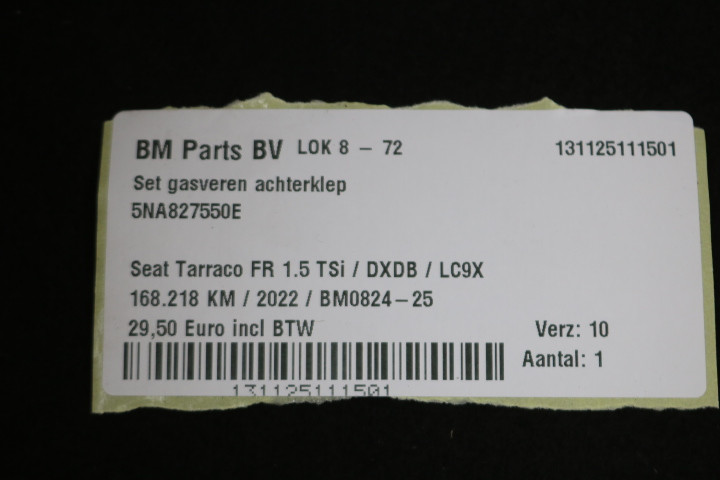 BM Parts BV LOK 8 - 72 131125111501
Set gasveren achterklep
5NA827550E
Seat Tarraco FR 1.5 TSi / DXDB / LC9X
168.218 KM / 2022 / BM0824-25
29,50 Euro incl BTW Verz: 10
Aantal: 1
131125111501